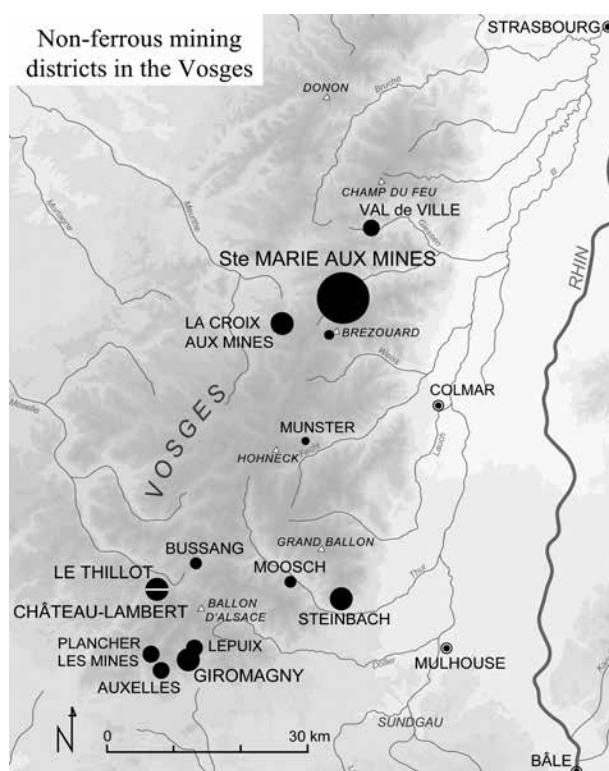 Non-ferrous mining
districts in the Vosges
STRASBOURG
DONON
Bruche
CHAMP DU FEU
VAL de VILLE
Giessen
Ill
Mortagne
Meurthe
Ste MARIE AUX MINES
RHIN
LA CROIX
AUX MINES
BREZOUARD
Weiss
COLMAR
Moselle
VOSGES
MUNSTER
HOHNECK
Fecht
Lauch
BUSSANG
GRAND BALLON
LE THILLOT
MOOSCH
Thur
CHÂTEAU-LAMBERT
BALLON
D'ALSACE
STEINBACH
PLANCHER
LES MINES
LEPUIX
GIROMAGNY
Doller
MULHOUSE
AUXELLES
SUNDGAU
N
0 30 km
BÂLE